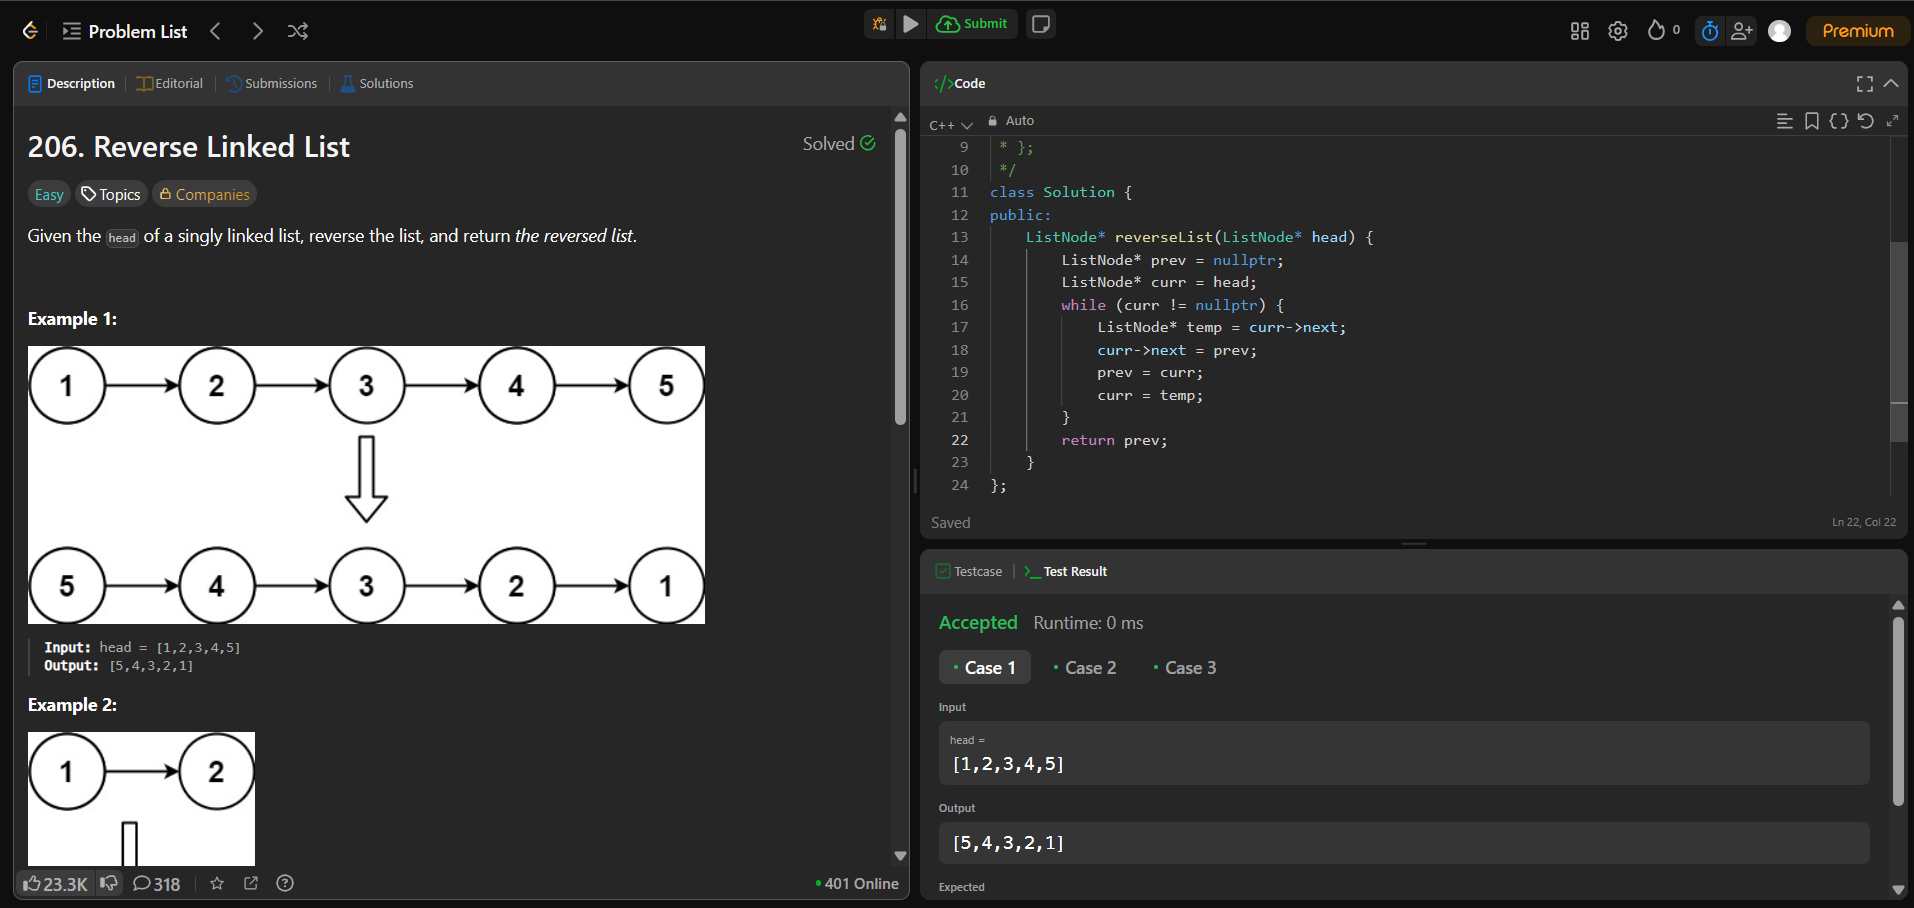 Problem List
Submit
0
Premium
Description
Editorial
Submissions
Solutions
206. Reverse Linked List
Solved
Easy
Topics
Companies
Given the head of a singly linked list, reverse the list, and return the reversed list.
Example 1:
1 2 3 4 5
5 4 3 2 1
Input: head = [1,2,3,4,5]
Output: [5,4,3,2,1]
Example 2:
1 2
23.3K
318
401 Online
</>Code
C++
Auto
9 * };
10 */
11 class Solution {
12 public:
13 ListNode* reverseList(ListNode* head) {
14 ListNode* prev = nullptr;
15 ListNode* curr = head;
16 while (curr != nullptr) {
17 ListNode* temp = curr->next;
18 curr->next = prev;
19 prev = curr;
20 curr = temp;
21 }
22 return prev;
23 }
24 };
Saved
Ln 22, Col 22
Testcase
>_ Test Result
Accepted
Runtime: 0 ms
Case 1
Case 2
Case 3
Input
head =
[1,2,3,4,5]
Output
[5,4,3,2,1]
Expected